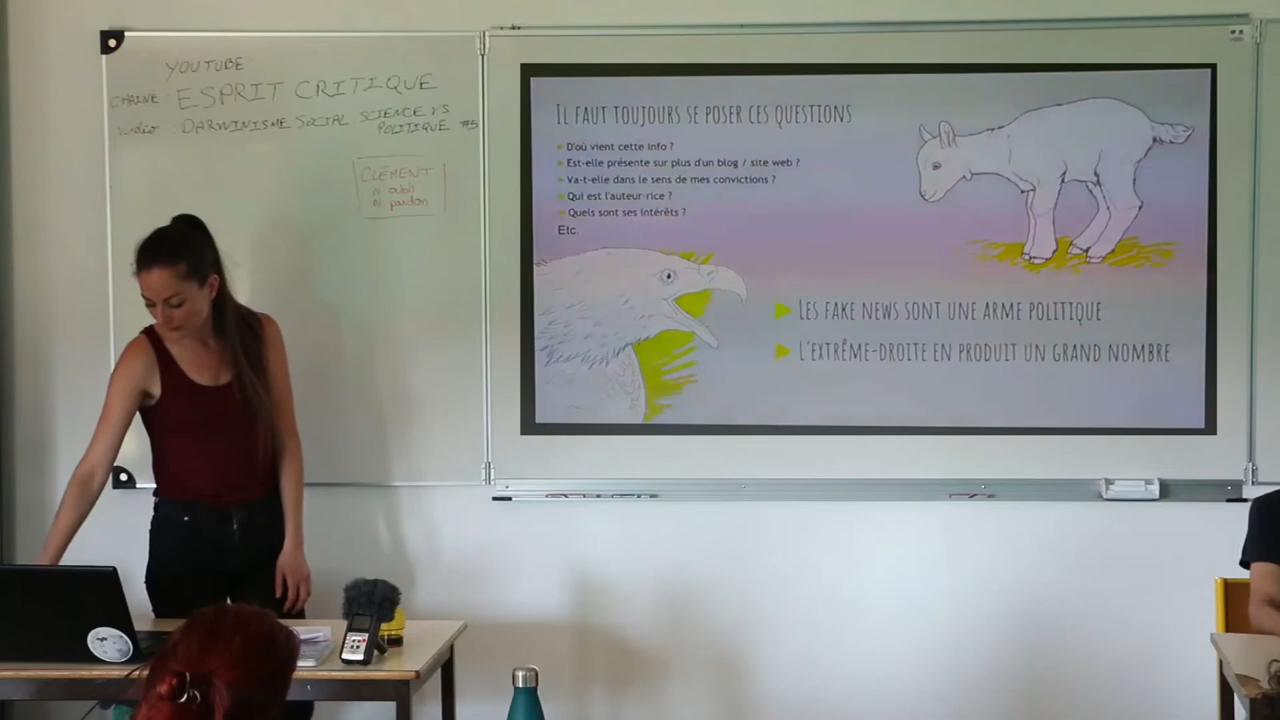 YOUTUBE
CHAINE : ESPRIT CRITIQUE
Vidéo : DARWINISME SOCIAL SCIENCE VS
POLITIQUE #5
CLÉMENT
oubli
pardon
IL FAUT TOUJOURS SE POSER CES QUESTIONS
D'où vient cette info ?
Est-elle présente sur plus d'un blog / site web ?
Va-t-elle dans le sens de mes convictions ?
Qui est l'auteur·rice ?
Quels sont ses intérêts ?
Etc.
LES FAKE NEWS SONT UNE ARME POLITIQUE
L'EXTRÊME-DROITE EN PRODUIT UN GRAND NOMBRE